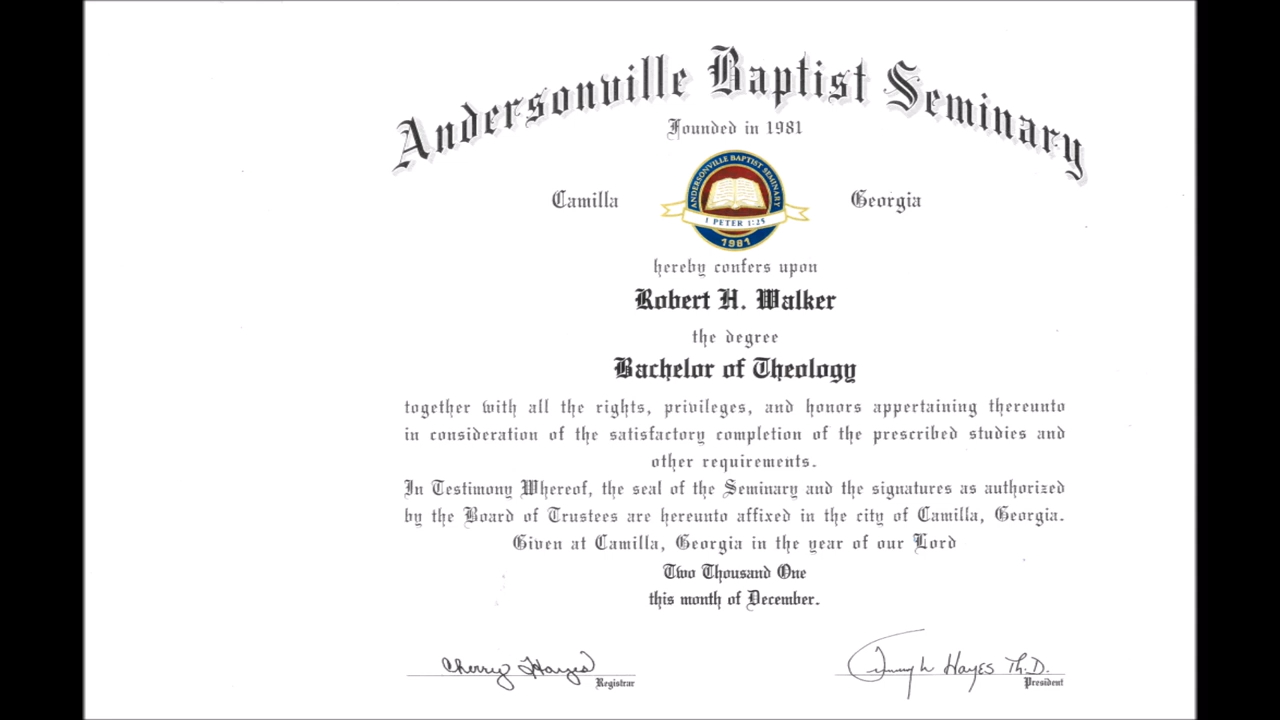 Andersonville Baptist Seminary
Founded in 1981
Camilla Georgia
ANDERSONVILLE BAPTIST SEMINARY
1 PETER 1:25
1981
hereby confers upon
Robert H. Walker
the degree
Bachelor of Theology
together with all the rights, privileges, and honors appertaining thereunto
in consideration of the satisfactory completion of the prescribed studies and
other requirements.
In Testimony Whereof, the seal of the Seminary and the signatures as authorized
by the Board of Trustees are hereunto affixed in the city of Camilla, Georgia.
Given at Camilla, Georgia in the year of our Lord
Two Thousand One
this month of December.
Cherry Hayes Hayes Th.D.
Registrar President